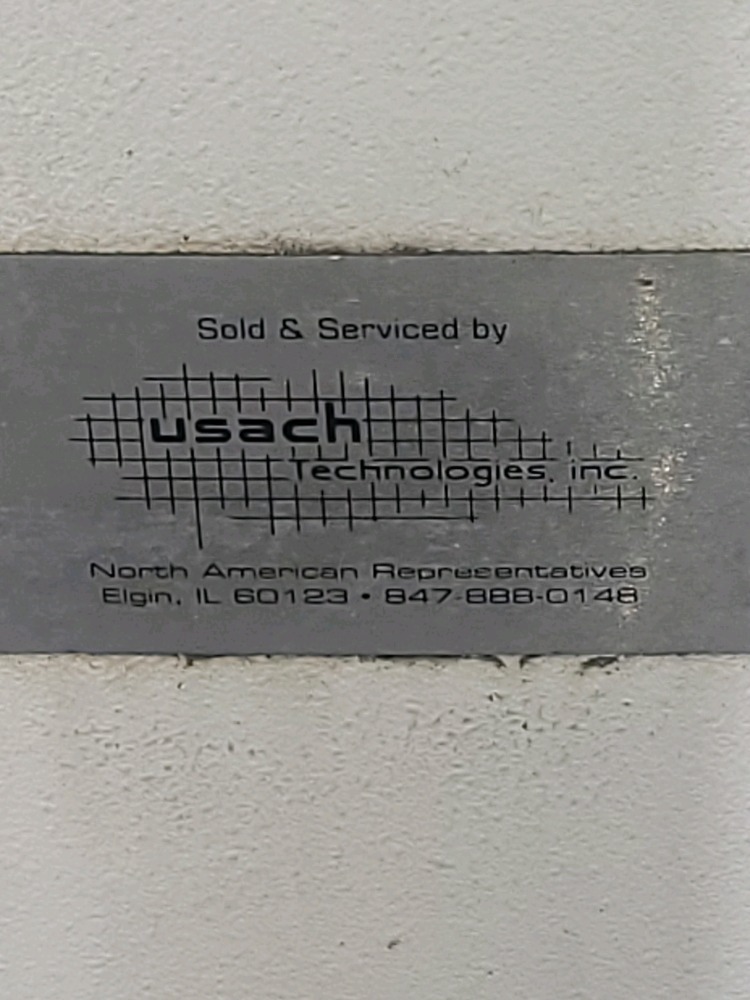 Sold & Serviced by
usach
Technologies, inc.
North American Representatives
Elgin, IL 60123 • 847-888-0148